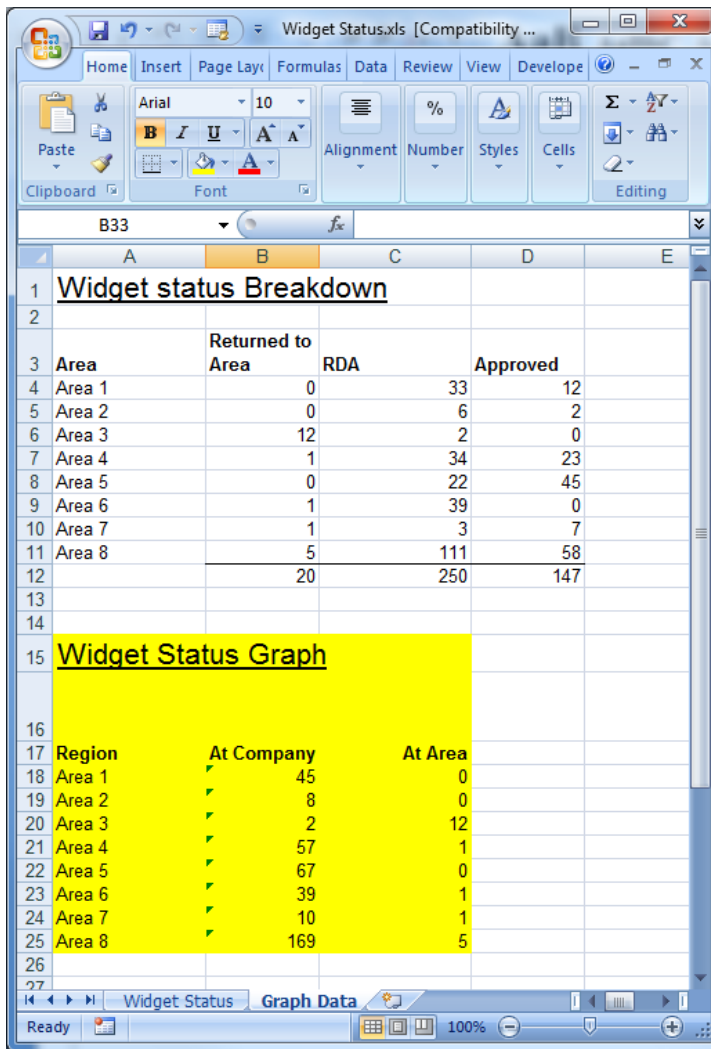 Widget Status.xls [Compatibility ...
Home Insert Page Layo Formulas Data Review View Develope
Paste
Clipboard
Arial 10
B I U A A
A
Font
Alignment
%
Number
A
Styles
Cells
Σ A Z
Editing
B33 fx
A B C D E
1 Widget status Breakdown
2
3 Area Returned to Area RDA Approved
4 Area 1 0 33 12
5 Area 2 0 6 2
6 Area 3 12 2 0
7 Area 4 1 34 23
8 Area 5 0 22 45
9 Area 6 1 39 0
10 Area 7 1 3 7
11 Area 8 5 111 58
12 20 250 147
13
14
15 Widget Status Graph
16
17 Region At Company At Area
18 Area 1 45 0
19 Area 2 8 0
20 Area 3 2 12
21 Area 4 57 1
22 Area 5 67 0
23 Area 6 39 1
24 Area 7 10 1
25 Area 8 169 5
26
27
Widget Status Graph Data
Ready 100%